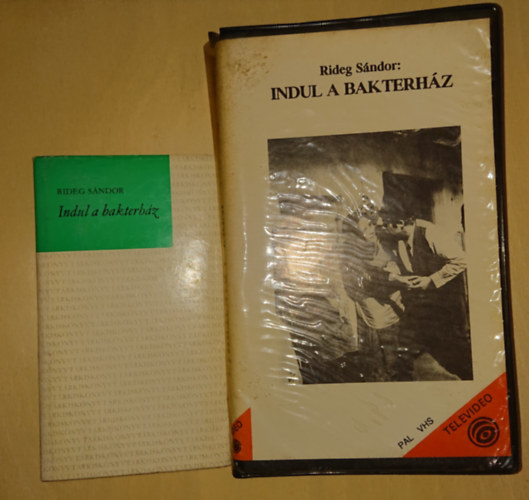 RIDEG SÁNDOR
Indul a bakterház
Rideg Sándor:
INDUL A BAKTERHÁZ
PAL VHS
TELEVIDEO